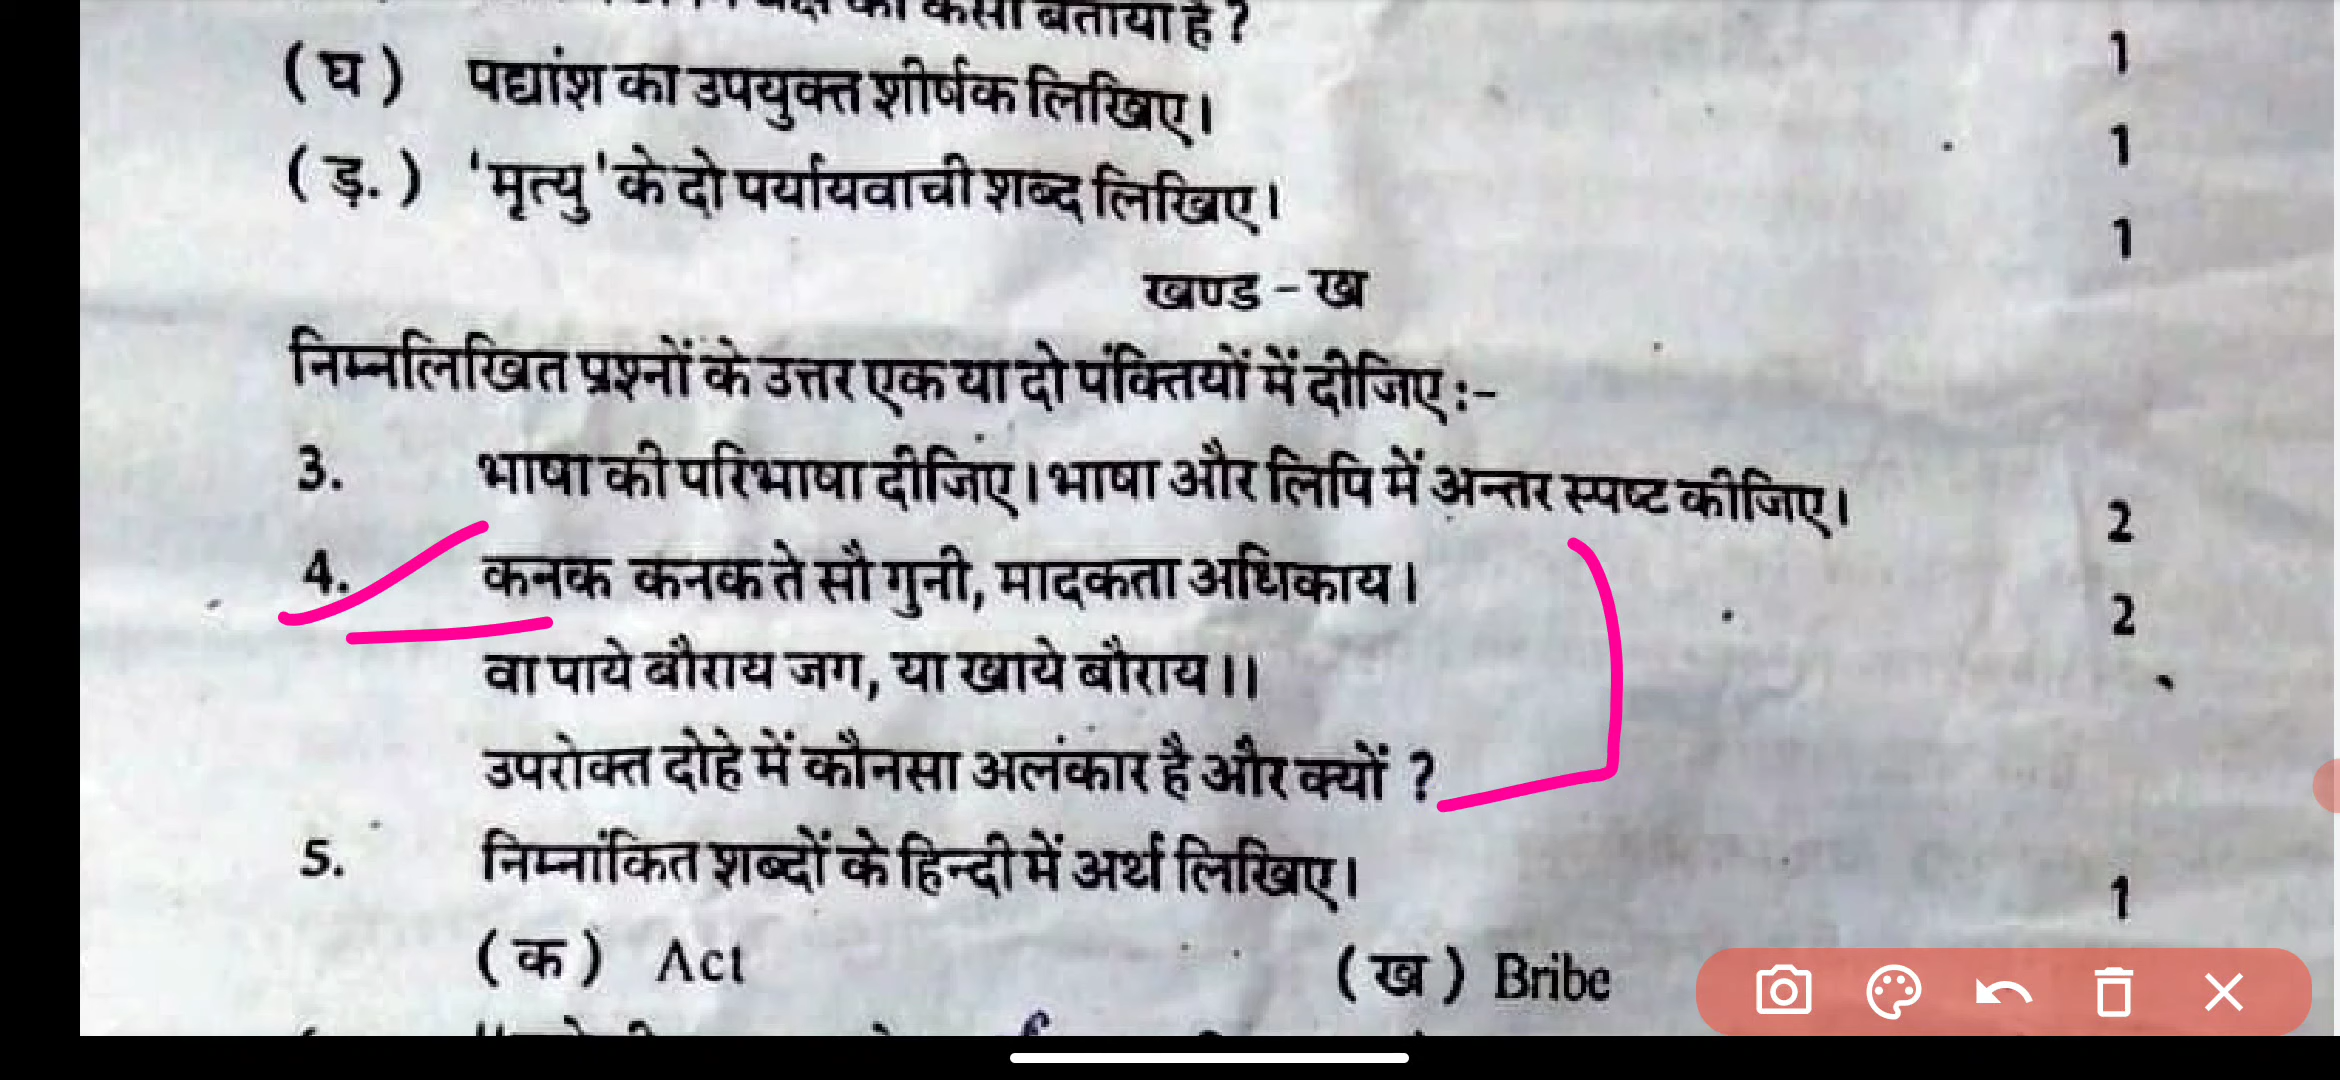 कैसा बताया है ?
1
(घ) पद्यांश का उपयुक्त शीर्षक लिखिए।
1
(ड़.) 'मृत्यु' के दो पर्यायवाची शब्द लिखिए।
1
खण्ड - ख
निम्नलिखित प्रश्नों के उत्तर एक या दो पंक्तियों में दीजिए :-
3. भाषा की परिभाषा दीजिए। भाषा और लिपि में अन्तर स्पष्ट कीजिए।
2
4. कनक कनक ते सौ गुनी, मादकता अधिकाय।
2
वा पाये बौराय जग, या खाये बौराय।।
उपरोक्त दोहे में कौनसा अलंकार है और क्यों ?
5. निम्नांकित शब्दों के हिन्दी में अर्थ लिखिए।
1
(क) Act (ख) Bribe